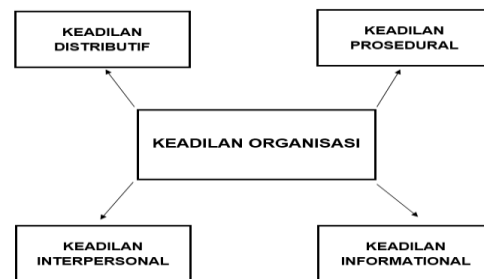 KEADILAN
DISTRIBUTIF
KEADILAN
PROSEDURAL
KEADILAN ORGANISASI
KEADILAN
INTERPERSONAL
KEADILAN
INFORMATIONAL